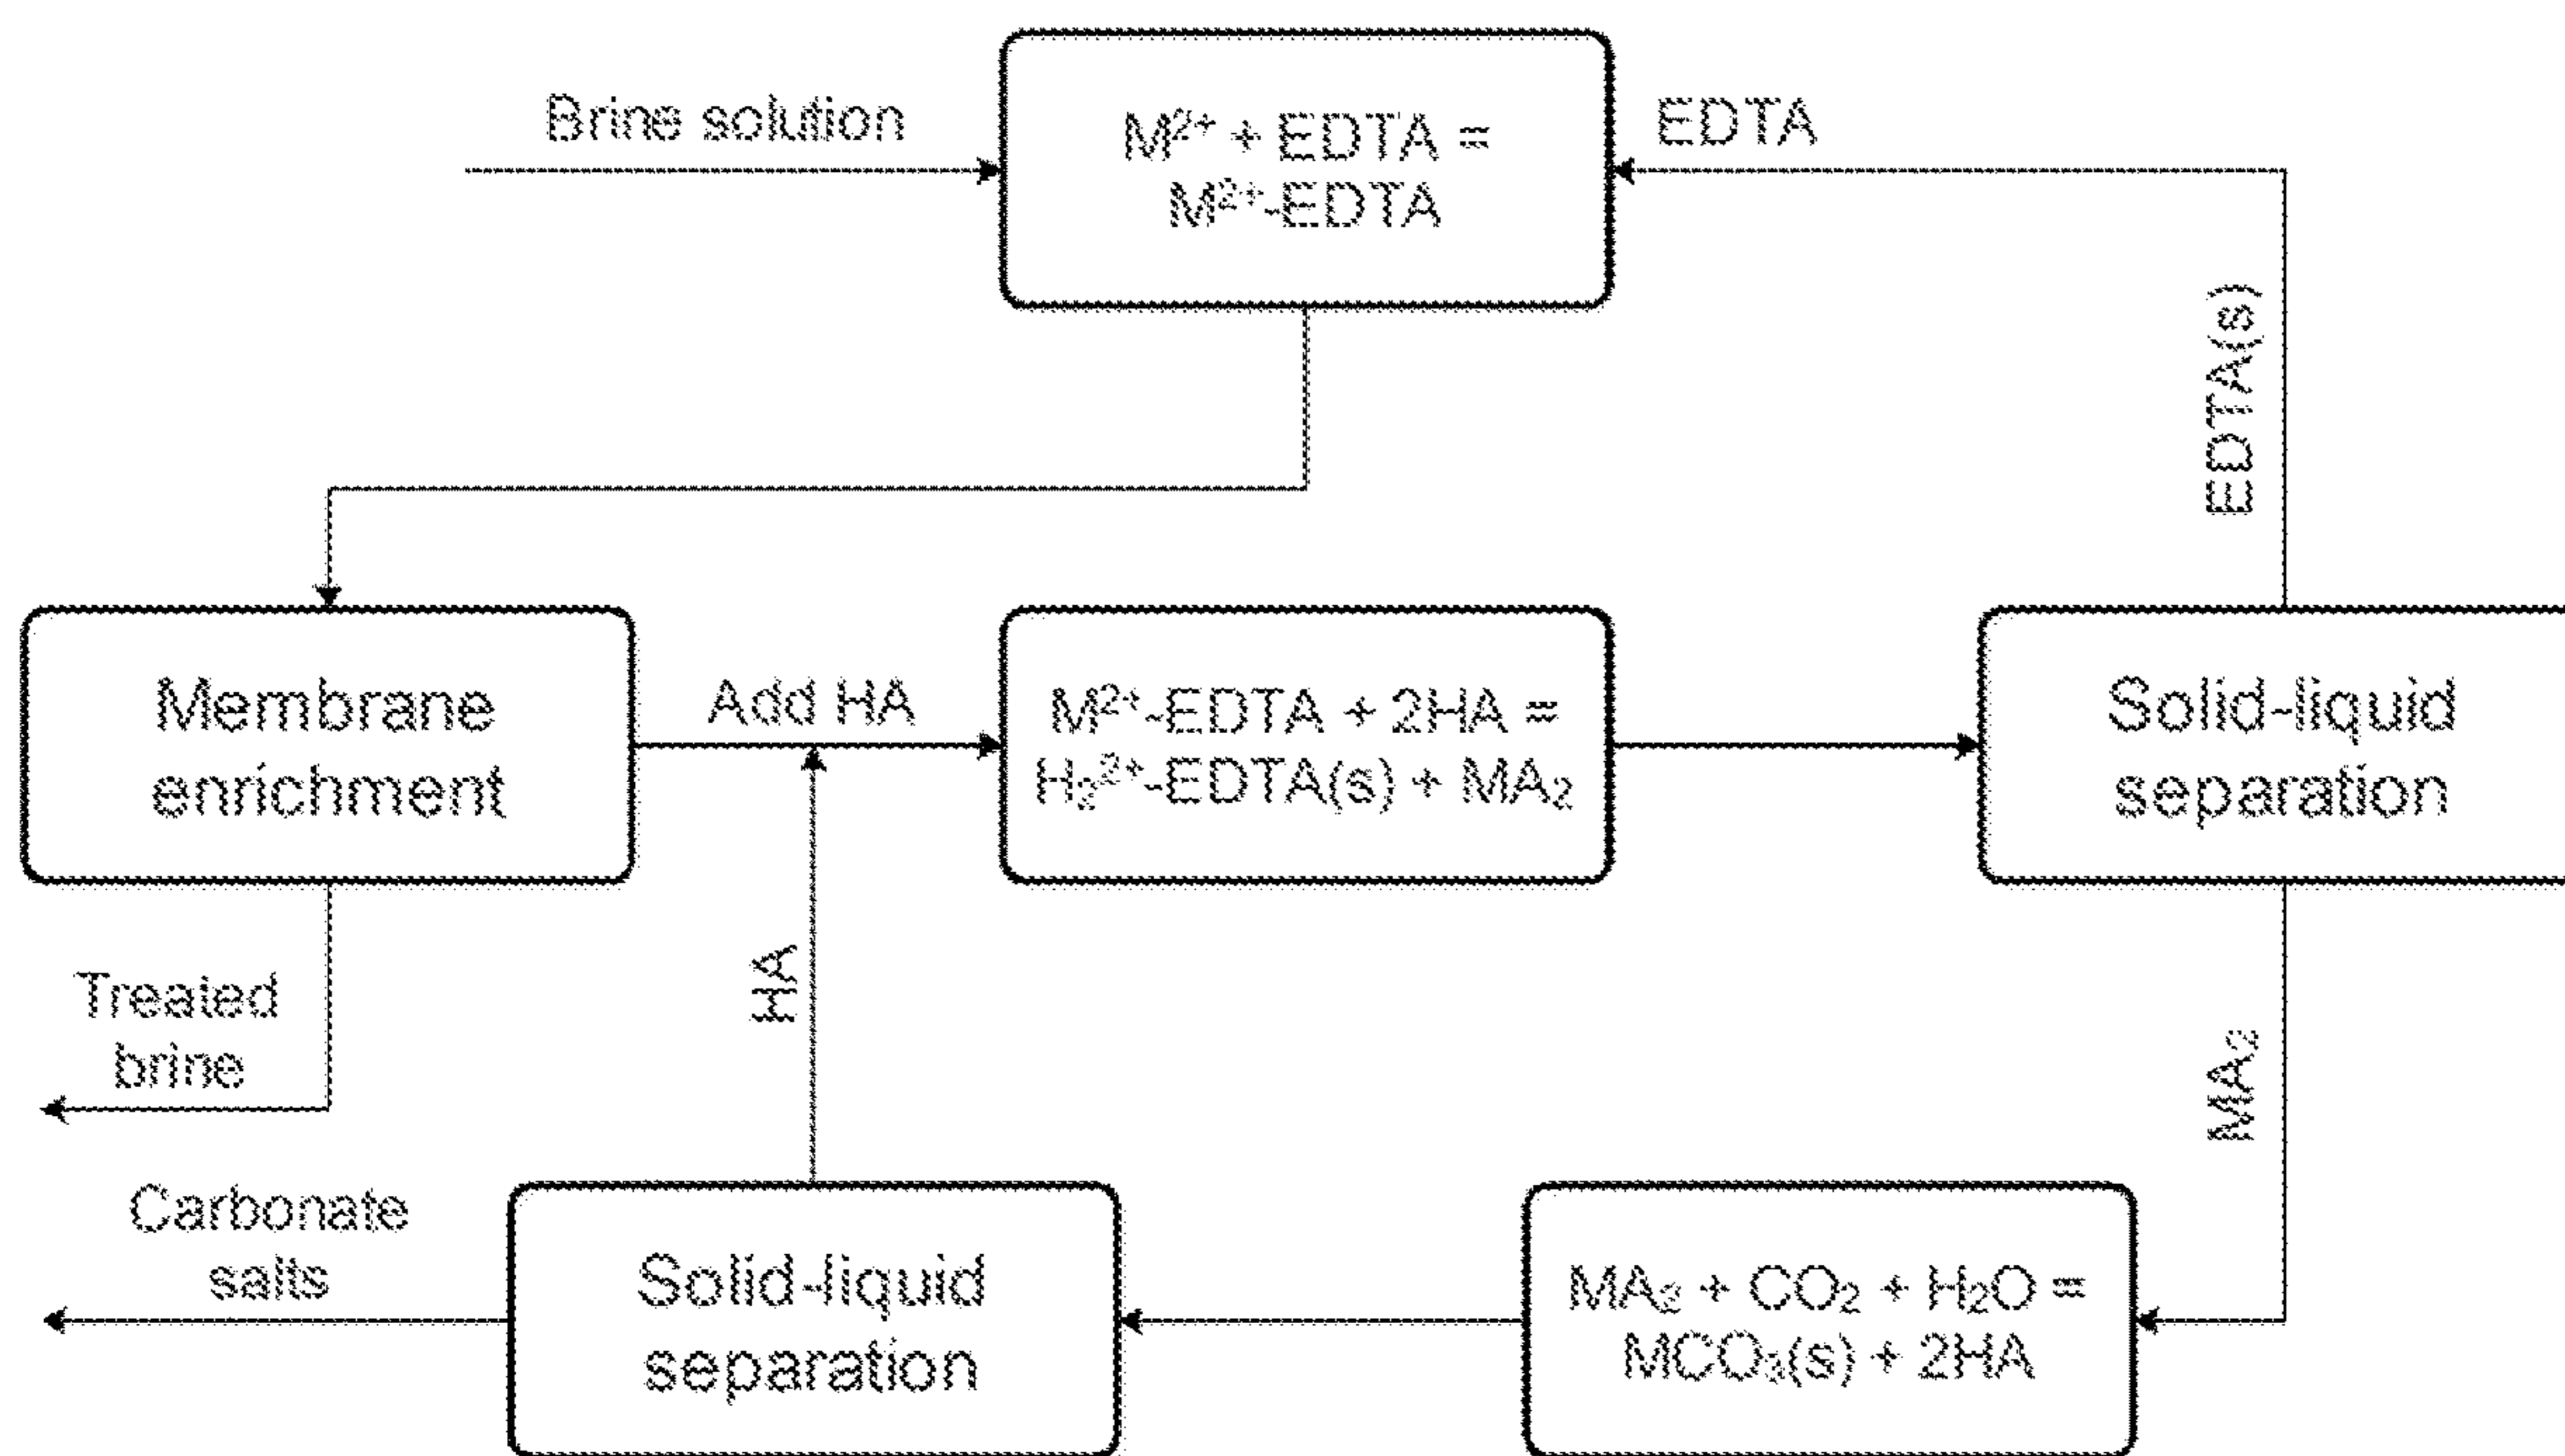 Brine solution
M²⁺ + EDTA =
M²⁺-EDTA
EDTA
EDTA(s)
Membrane
enrichment
Add HA
M²⁺-EDTA + 2HA =
H₂²⁺-EDTA(s) + MA₂
Solid-liquid
separation
Treated
brine
HA
MA₂
Carbonate
salts
Solid-liquid
separation
MA₂ + CO₂ + H₂O =
MCO₃(s) + 2HA